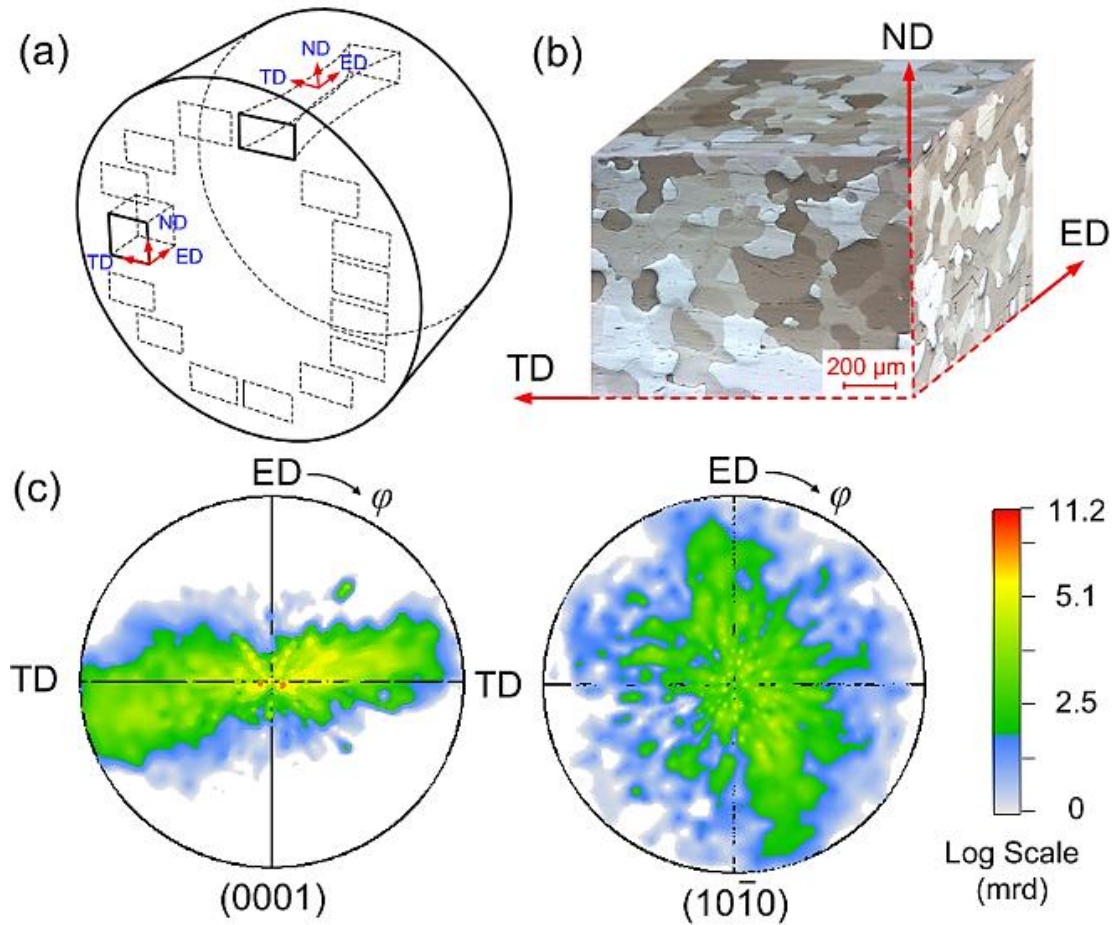 (a)
ND
ED
TD
ND
ED
TD
(b)
ND
ED
TD
200 µm
(c)
ED
φ
TD
(0001)
ED
φ
TD
(101̄0)
11.2
5.1
2.5
0
Log Scale
(mrd)